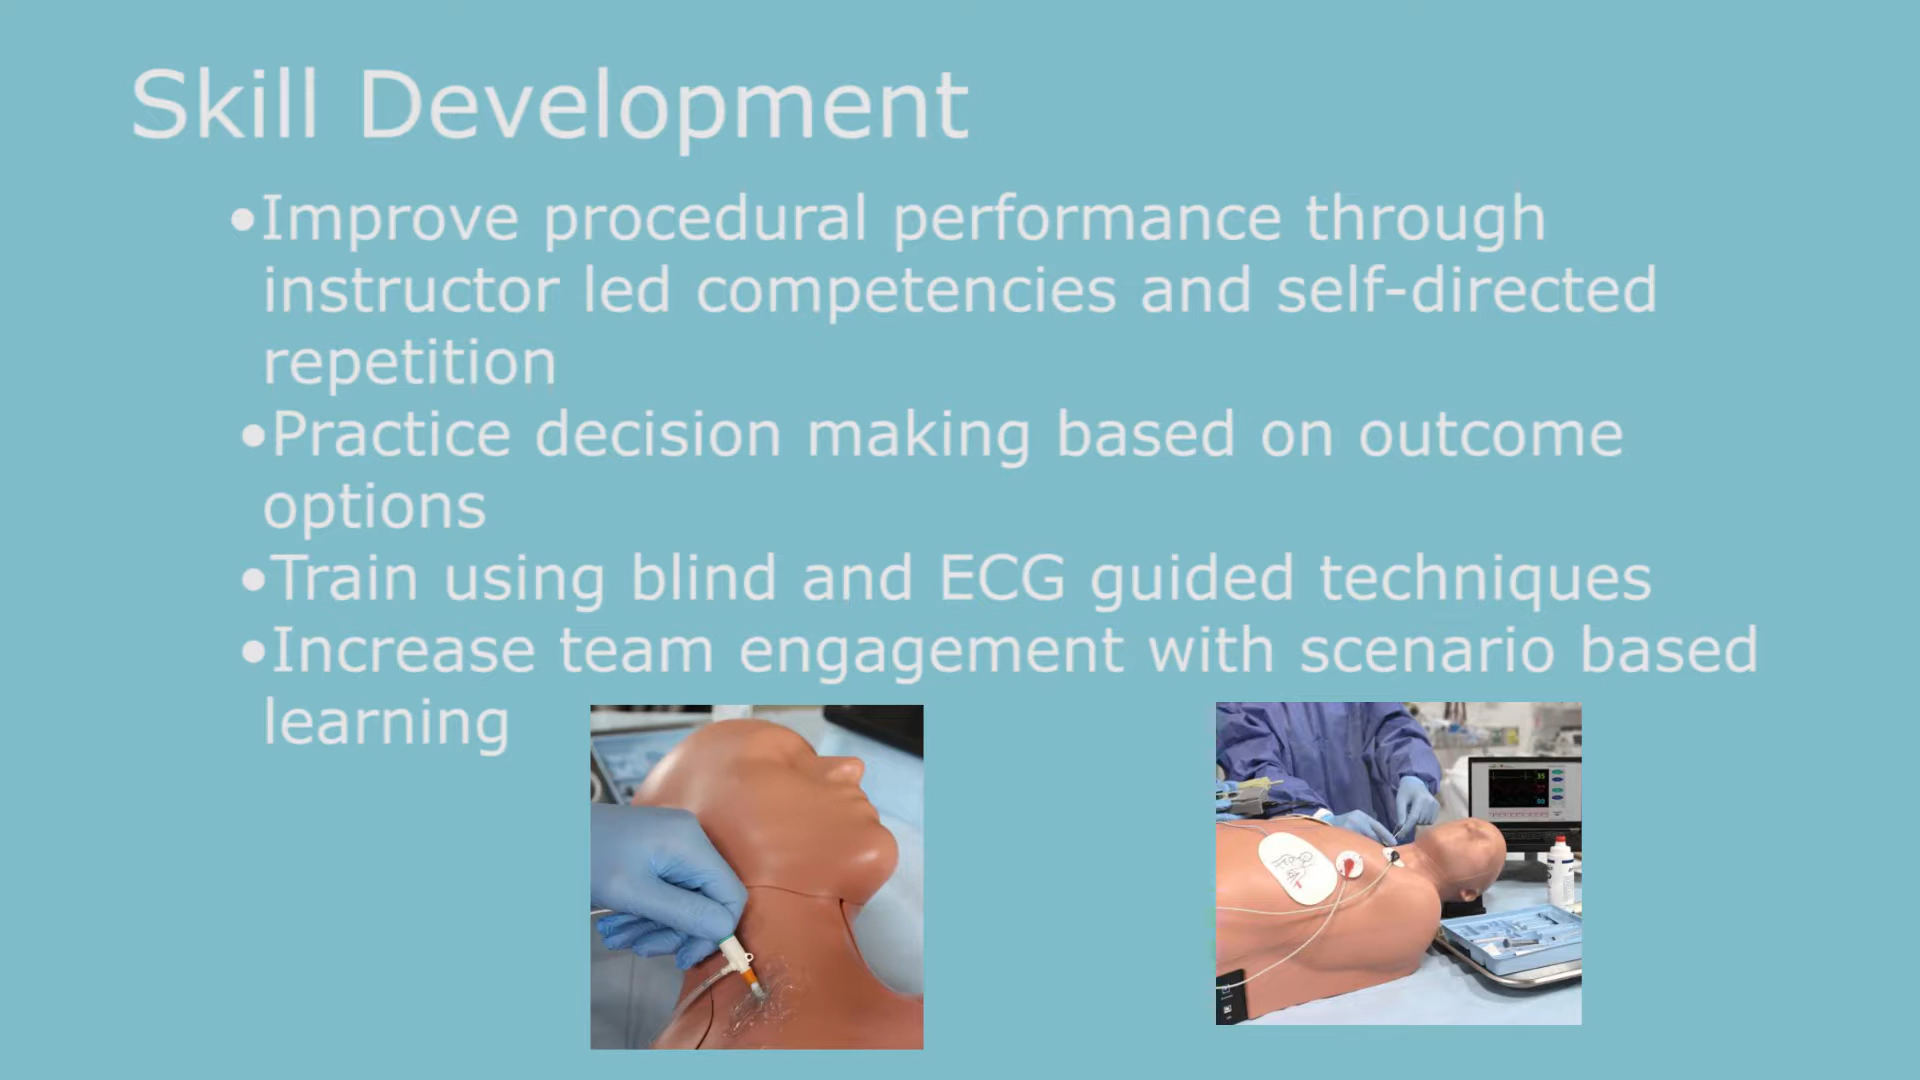 Skill Development
•Improve procedural performance through
instructor led competencies and self-directed
repetition
•Practice decision making based on outcome
options
•Train using blind and ECG guided techniques
•Increase team engagement with scenario based
learning